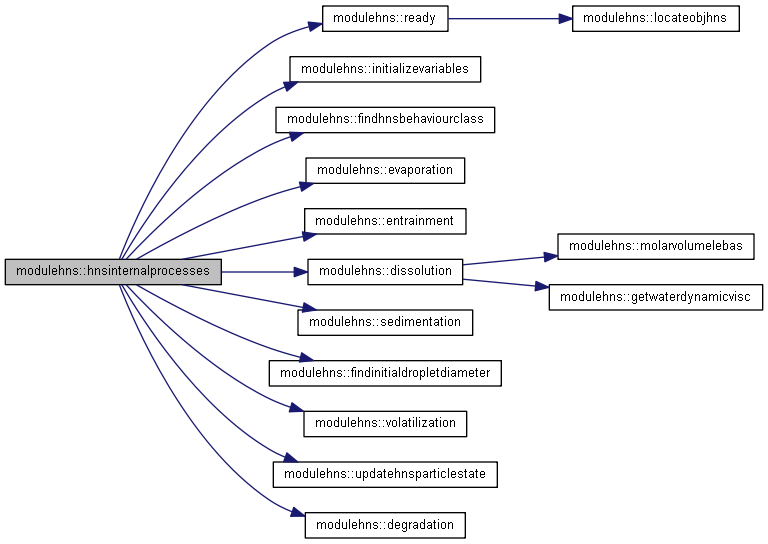 modulehns::ready
modulehns::locateobjhns
modulehns::initializevariables
modulehns::findhnsbehaviourclass
modulehns::evaporation
modulehns::entrainment
modulehns::molarvolumelebas
modulehns::hnsinternalprocesses
modulehns::dissolution
modulehns::getwaterdynamicvisc
modulehns::sedimentation
modulehns::findinitialdropletdiameter
modulehns::volatilization
modulehns::updatehnsparticlestate
modulehns::degradation